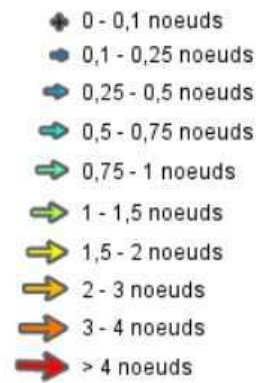 0 - 0,1 noeuds
0,1 - 0,25 noeuds
0,25 - 0,5 noeuds
0,5 - 0,75 noeuds
0,75 - 1 noeuds
1 - 1,5 noeuds
1,5 - 2 noeuds
2 - 3 noeuds
3 - 4 noeuds
> 4 noeuds